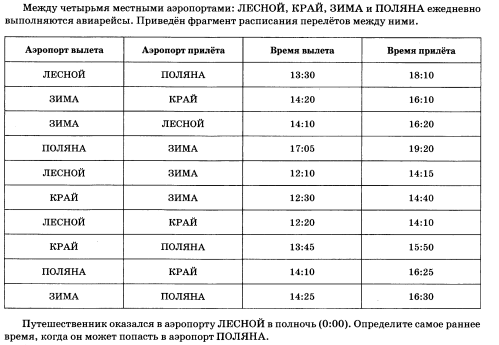 Между четырьмя местными аэропортами: ЛЕСНОЙ, КРАЙ, ЗИМА и ПОЛЯНА ежедневно
выполняются авиарейсы. Приведён фрагмент расписания перелётов между ними.
Аэропорт вылета Аэропорт прилёта Время вылета Время прилёта
ЛЕСНОЙ ПОЛЯНА 13:30 18:10
ЗИМА КРАЙ 14:20 16:10
ЗИМА ЛЕСНОЙ 14:10 16:20
ПОЛЯНА ЗИМА 17:05 19:20
ЛЕСНОЙ ЗИМА 12:10 14:15
КРАЙ ЗИМА 12:30 14:40
ЛЕСНОЙ КРАЙ 12:20 14:10
КРАЙ ПОЛЯНА 13:45 15:50
ПОЛЯНА КРАЙ 14:10 16:25
ЗИМА ПОЛЯНА 14:25 16:30
Путешественник оказался в аэропорту ЛЕСНОЙ в полночь (0:00). Определите самое раннее
время, когда он может попасть в аэропорт ПОЛЯНА.